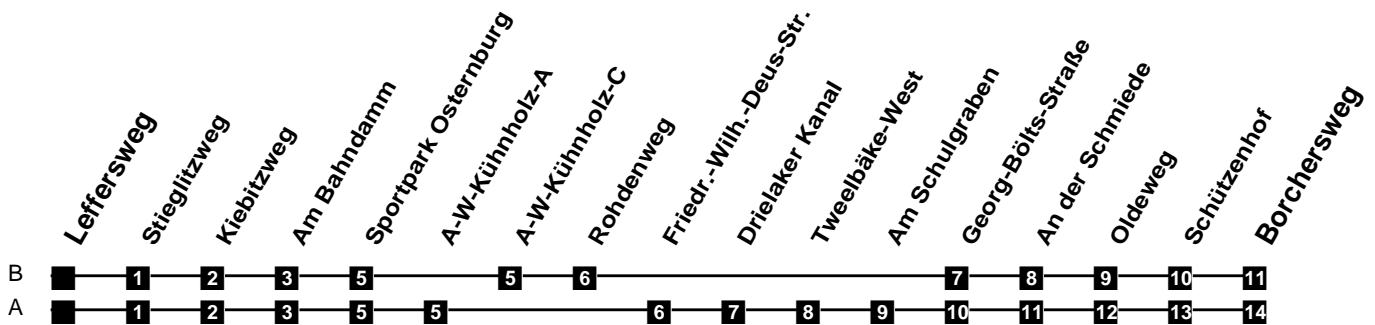 Leffersweg
Stieglitzweg
Kiebitzweg
Am Bahndamm
Sportpark Osternburg
A-W-Kühnholz-A
A-W-Kühnholz-C
Rohdenweg
Friedr.-Wilh.-Deus-Str.
Drielaker Kanal
Tweelbäke-West
Am Schulgraben
Georg-Bölts-Straße
An der Schmiede
Oldeweg
Schützenhof
Borchersweg
B 1 2 3 5 5 6 7 8 9 10 11
A 1 2 3 5 5 6 7 8 9 10 11 12 13 14